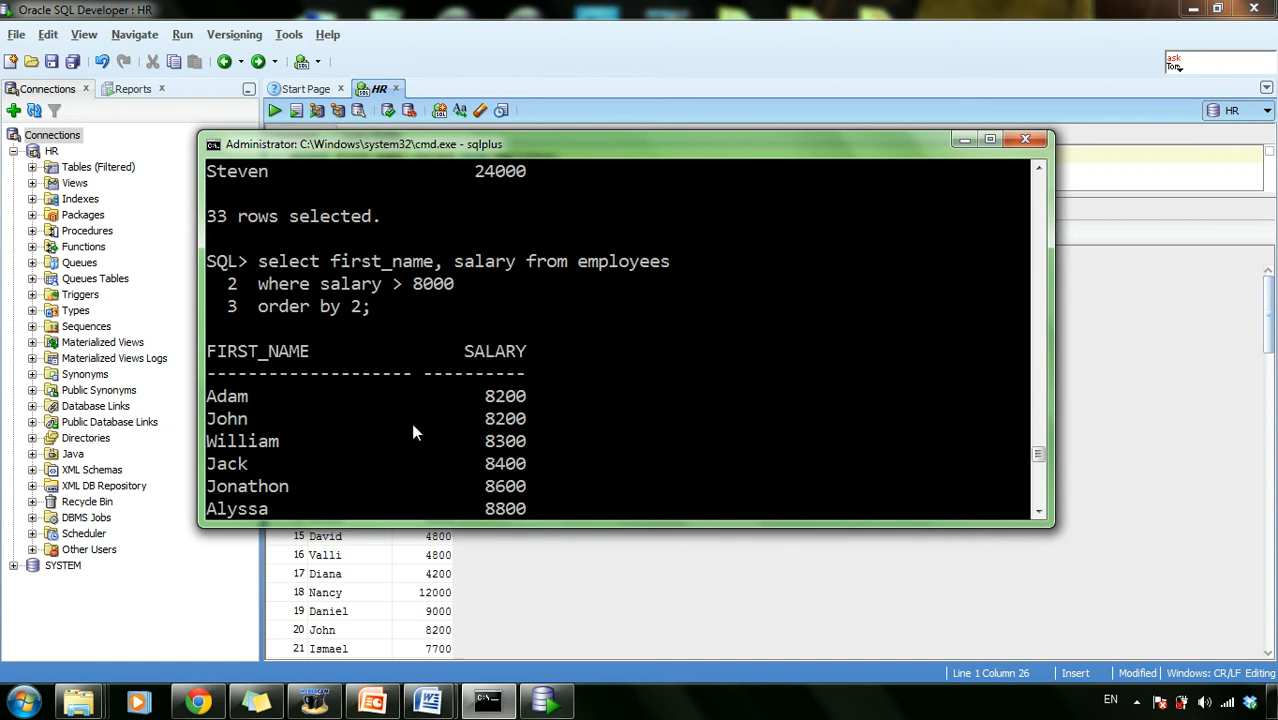 Oracle SQL Developer : HR
File Edit View Navigate Run Versioning Tools Help
ask
Tom
Connections Reports Start Page HR
HR
Connections
HR
Tables (Filtered)
Views
Indexes
Packages
Procedures
Functions
Queues
Queues Tables
Triggers
Types
Sequences
Materialized Views
Materialized Views Logs
Synonyms
Public Synonyms
Database Links
Public Database Links
Directories
Java
XML Schemas
XML DB Repository
Recycle Bin
DBMS Jobs
Scheduler
Other Users
SYSTEM
Administrator: C:\Windows\system32\cmd.exe - sqlplus
Steven 24000
33 rows selected.
SQL> select first_name, salary from employees
2 where salary > 8000
3 order by 2;
FIRST_NAME SALARY
-------------------- ----------
Adam 8200
John 8200
William 8300
Jack 8400
Jonathon 8600
Alyssa 8800
15 David 4800
16 Valli 4800
17 Diana 4200
18 Nancy 12000
19 Daniel 9000
20 John 8200
21 Ismael 7700
Line 1 Column 26 Insert Modified Windows: CR/LF Editing
EN 720